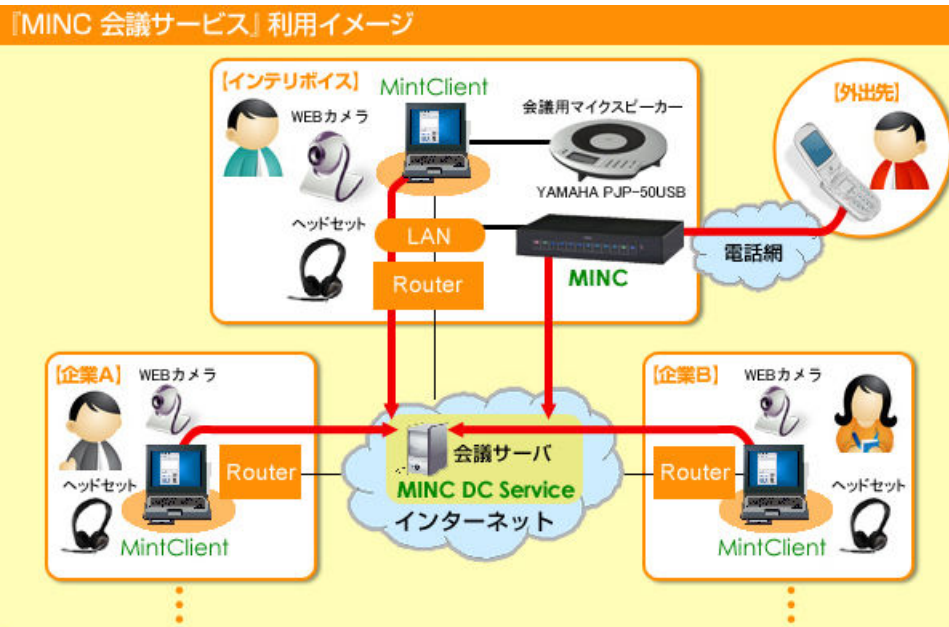 『MINC 会議サービス』利用イメージ
【インテリボイス】
MintClient
WEBカメラ
会議用マイクスピーカー
YAMAHA PJP-50USB
ヘッドセット
LAN
Router
MINC
【外出先】
電話網
【企業A】
WEBカメラ
Router
ヘッドセット
MintClient
会議サーバ
MINC DC Service
インターネット
【企業B】
WEBカメラ
Router
ヘッドセット
MintClient